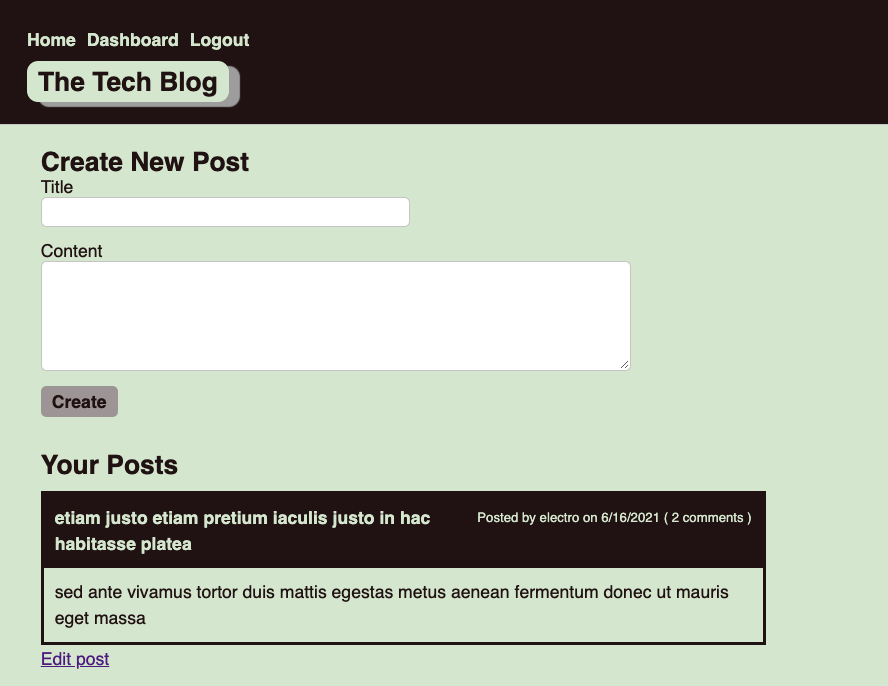 Home Dashboard Logout
The Tech Blog
Create New Post
Title
Content
Create
Your Posts
etiam justo etiam pretium iaculis justo in hac
habitasse platea
Posted by electro on 6/16/2021 ( 2 comments )
sed ante vivamus tortor duis mattis egestas metus aenean fermentum donec ut mauris
eget massa
Edit post